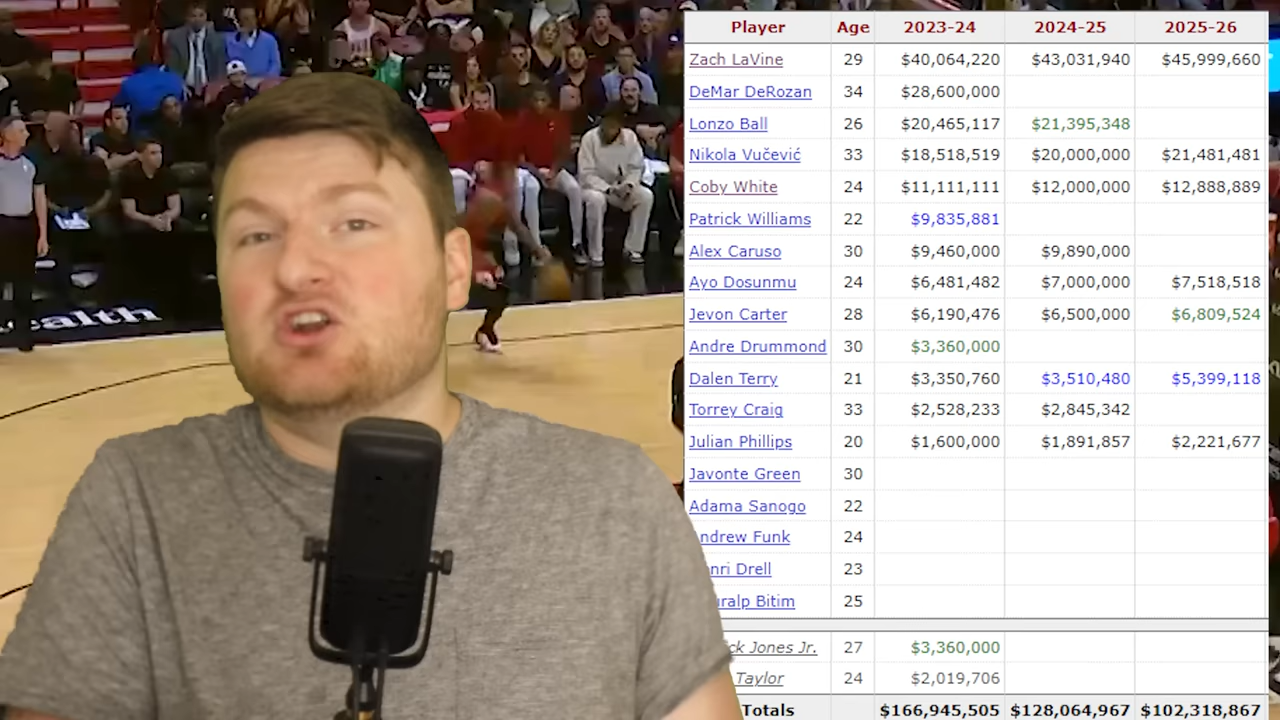 ealth
Player Age 2023-24 2024-25 2025-26
Zach LaVine 29 $40,064,220 $43,031,940 $45,999,660
DeMar DeRozan 34 $28,600,000
Lonzo Ball 26 $20,465,117 $21,395,348
Nikola Vučević 33 $18,518,519 $20,000,000 $21,481,481
Coby White 24 $11,111,111 $12,000,000 $12,888,889
Patrick Williams 22 $9,835,881
Alex Caruso 30 $9,460,000 $9,890,000
Ayo Dosunmu 24 $6,481,482 $7,000,000 $7,518,518
Jevon Carter 28 $6,190,476 $6,500,000 $6,809,524
Andre Drummond 30 $3,360,000
Dalen Terry 21 $3,350,760 $3,510,480 $5,399,118
Torrey Craig 33 $2,528,233 $2,845,342
Julian Phillips 20 $1,600,000 $1,891,857 $2,221,677
Javonte Green 30
Adama Sanogo 22
ndrew Funk 24
nri Drell 23
uralp Bitim 25
ck Jones Jr. 27 $3,360,000
Taylor 24 $2,019,706
Totals $166,945,505 $128,064,967 $102,318,867